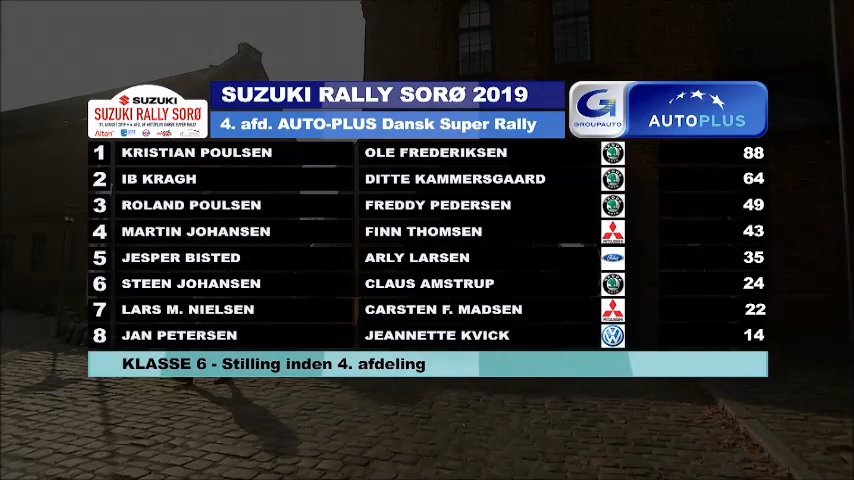 SUZUKI
SUZUKI RALLY SORØ
SUZUKI RALLY SORØ 2019
4. afd. AUTO-PLUS Dansk Super Rally
GROUPAUTO
AUTOPLUS
1 KRISTIAN POULSEN OLE FREDERIKSEN 88
2 IB KRAGH DITTE KAMMERSGAARD 64
3 ROLAND POULSEN FREDDY PEDERSEN 49
4 MARTIN JOHANSEN FINN THOMSEN 43
5 JESPER BISTED ARLY LARSEN 35
6 STEEN JOHANSEN CLAUS AMSTRUP 24
7 LARS M. NIELSEN CARSTEN F. MADSEN 22
8 JAN PETERSEN JEANNETTE KVICK 14
KLASSE 6 - Stilling inden 4. afdeling